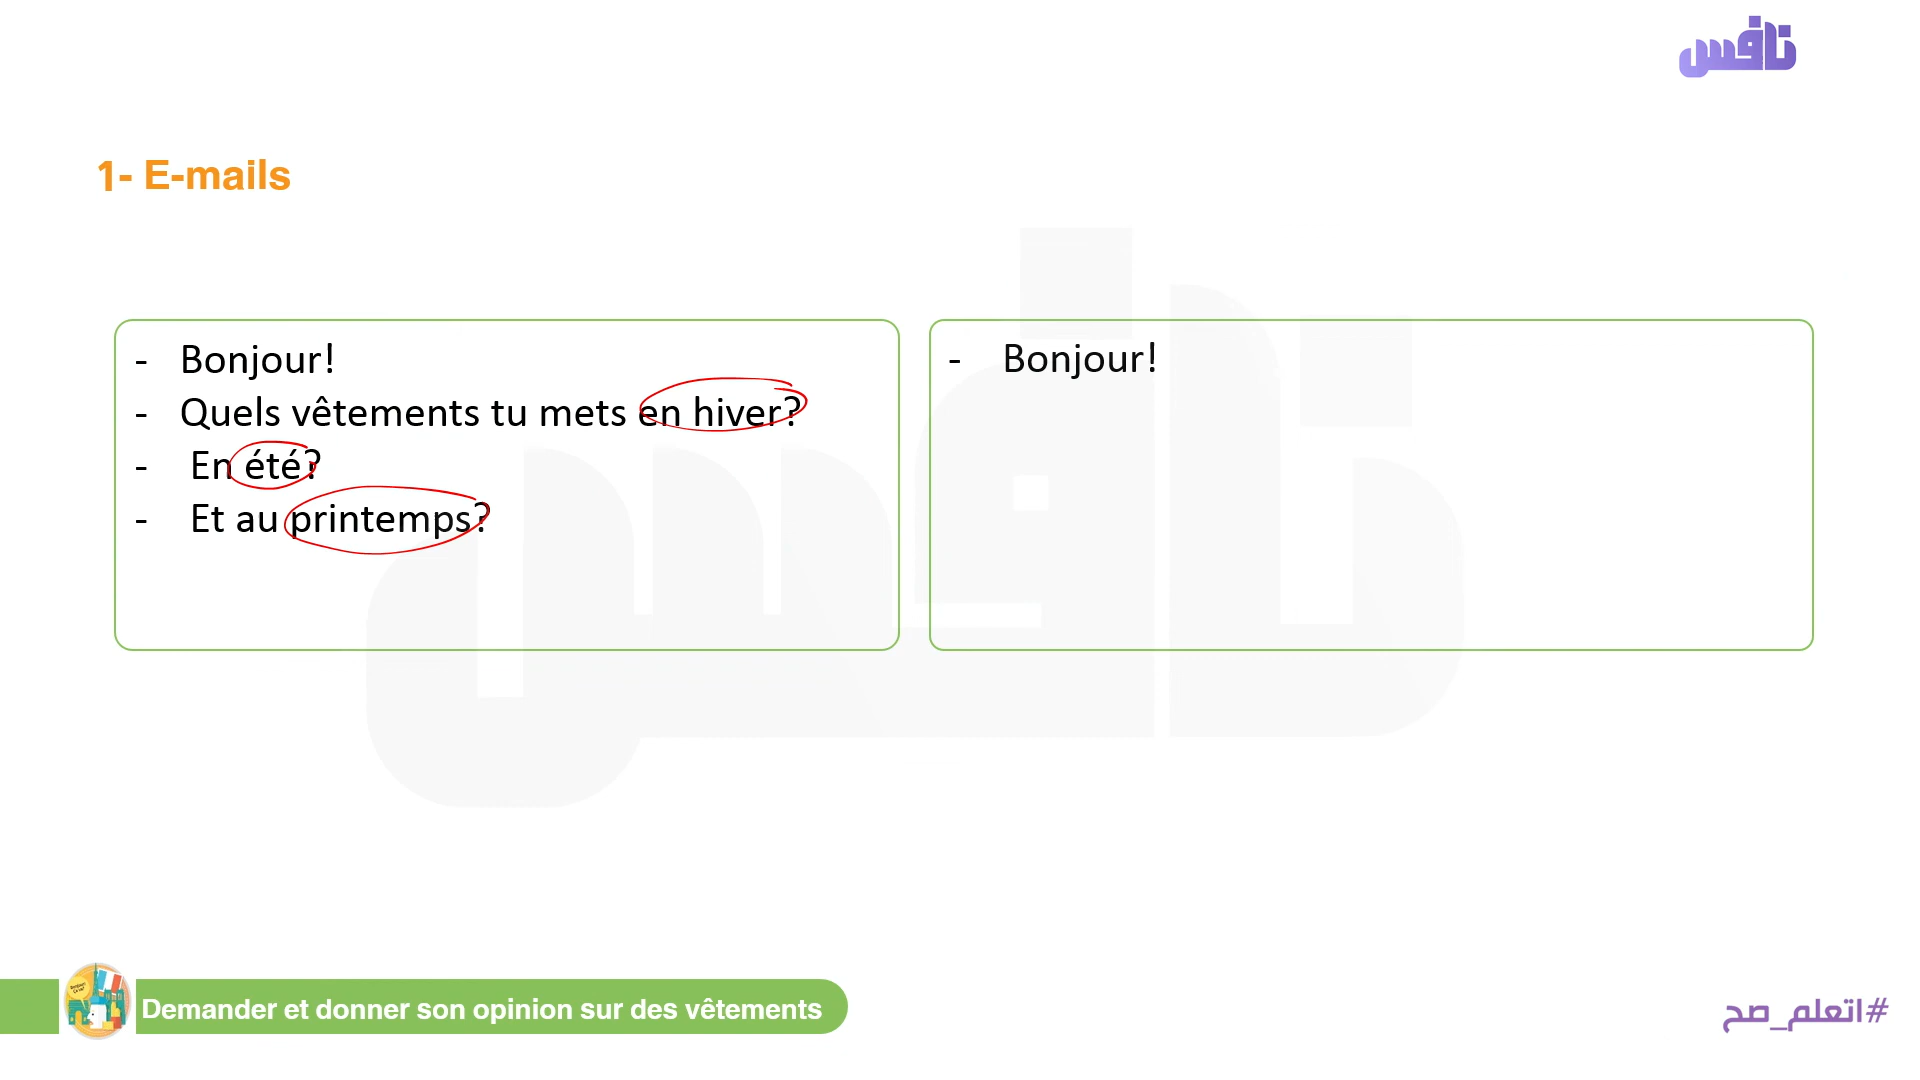 نافس
1- E-mails
- Bonjour!
- Quels vêtements tu mets en hiver?
- En été?
- Et au printemps?
- Bonjour!
Demander et donner son opinion sur des vêtements
#اتعلم_صح